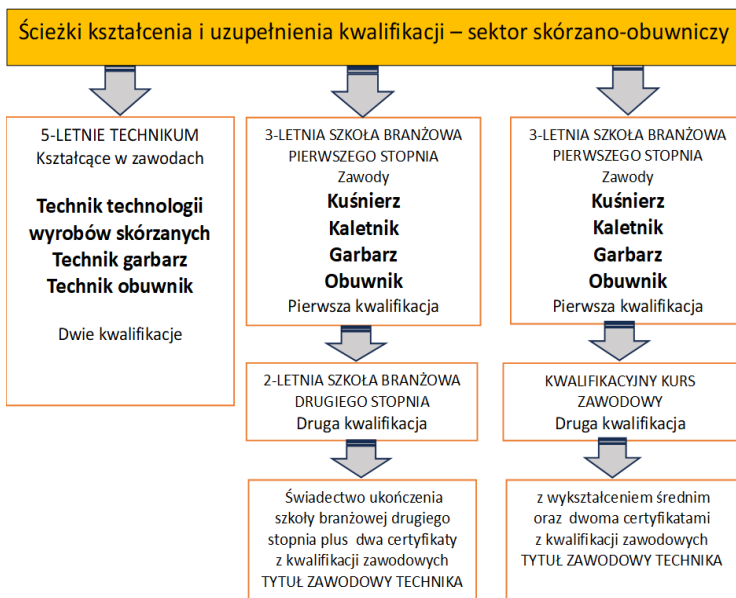 Ścieżki kształcenia i uzupełnienia kwalifikacji – sektor skórzano-obuwniczy
5-LETNIE TECHNIKUM
Kształcące w zawodach
Technik technologii
wyrobów skórzanych
Technik garbarz
Technik obuwnik
Dwie kwalifikacje
3-LETNIA SZKOŁA BRANŻOWA
PIERWSZEGO STOPNIA
Zawody
Kuśnierz
Kaletnik
Garbarz
Obuwnik
Pierwsza kwalifikacja
2-LETNIA SZKOŁA BRANŻOWA
DRUGIEGO STOPNIA
Druga kwalifikacja
Świadectwo ukończenia
szkoły branżowej drugiego
stopnia plus dwa certyfikaty
z kwalifikacji zawodowych
TYTUŁ ZAWODOWY TECHNIKA
3-LETNIA SZKOŁA BRANŻOWA
PIERWSZEGO STOPNIA
Zawody
Kuśnierz
Kaletnik
Garbarz
Obuwnik
Pierwsza kwalifikacja
KWALIFIKACYJNY KURS
ZAWODOWY
Druga kwalifikacja
z wykształceniem średnim
oraz dwoma certyfikatami
z kwalifikacji zawodowych
TYTUŁ ZAWODOWY TECHNIKA